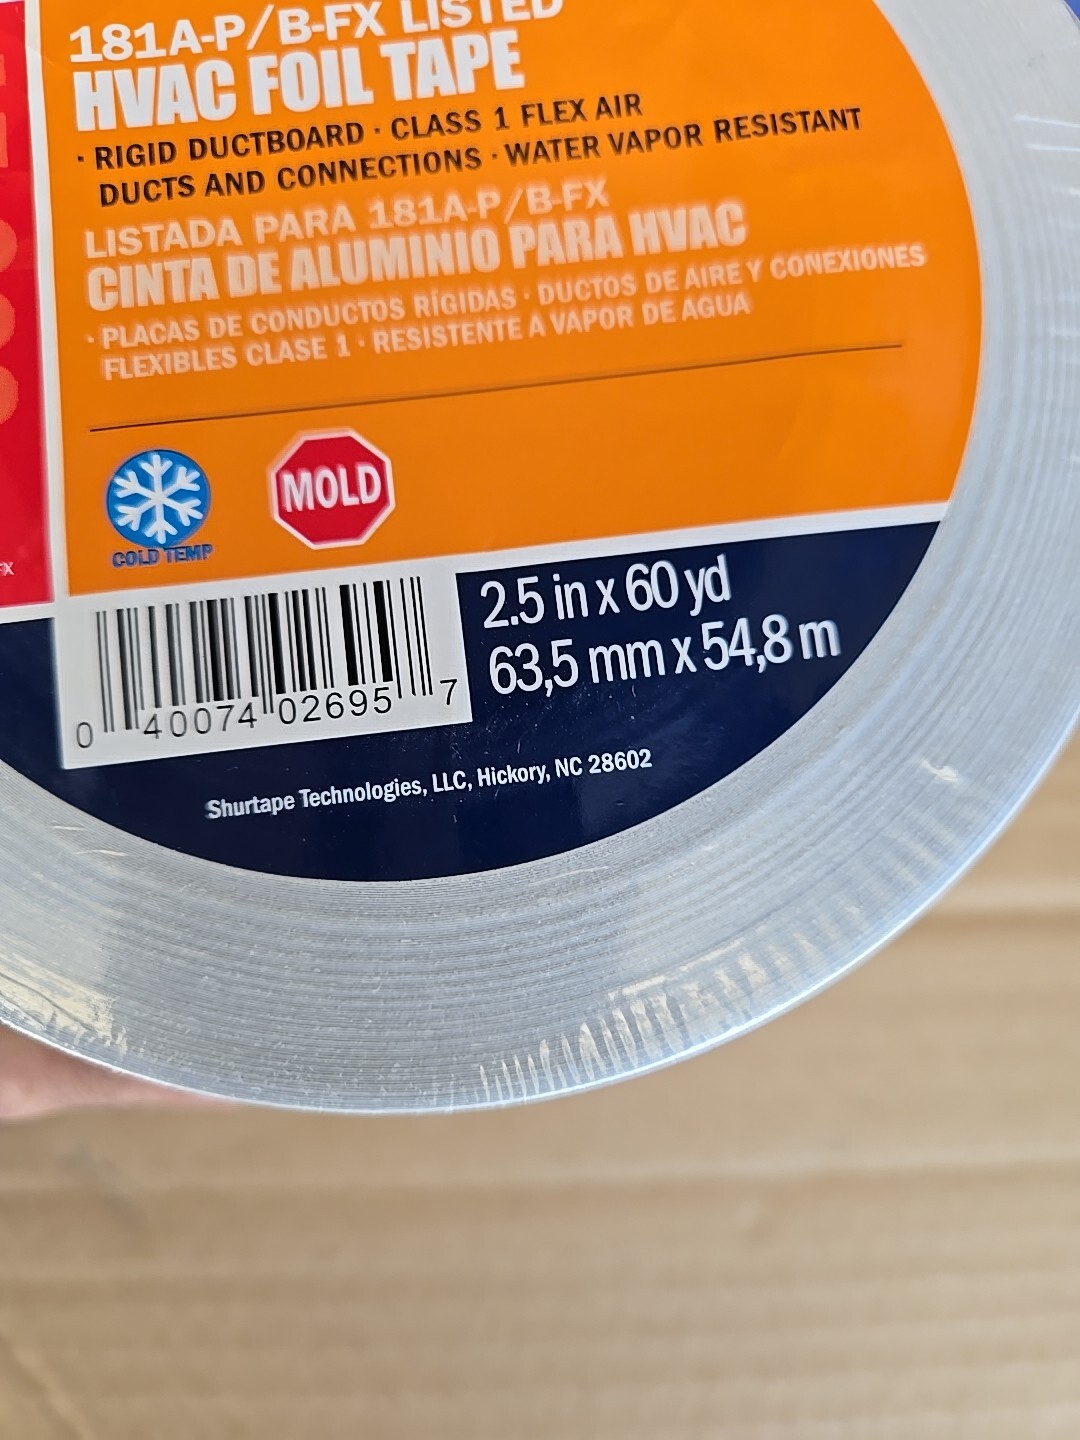 181A-P/B-FX LISTED
HVAC FOIL TAPE
· RIGID DUCTBOARD · CLASS 1 FLEX AIR
DUCTS AND CONNECTIONS · WATER VAPOR RESISTANT
LISTADA PARA 181A-P/B-FX
CINTA DE ALUMINIO PARA HVAC
· PLACAS DE CONDUCTOS RÍGIDAS · DUCTOS DE AIRE Y CONEXIONES
FLEXIBLES CLASE 1 · RESISTENTE A VAPOR DE AGUA
MOLD
COLD TEMP
2.5 in x 60 yd
63,5 mm x 54,8 m
0 40074 02695 7
Shurtape Technologies, LLC, Hickory, NC 28602